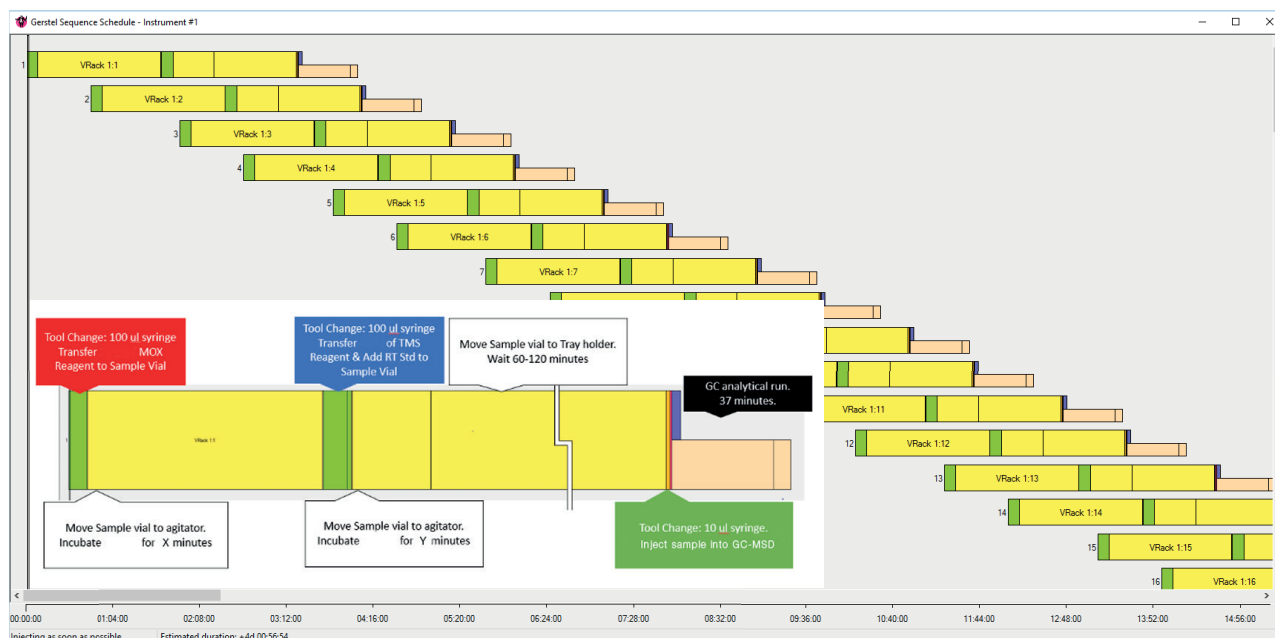 Gerstel Sequence Schedule - Instrument #1
1
VRack 1:1
2
VRack 1:2
3
VRack 1:3
4
VRack 1:4
5
VRack 1:5
6
VRack 1:6
7
VRack 1:7
Tool Change: 100 ul syringe
Transfer MOX
Reagent to Sample Vial
Tool Change: 100 ul syringe
Transfer of TMS
Reagent & Add RT Std to
Sample Vial
Move Sample vial to Tray holder.
Wait 60-120 minutes
GC analytical run.
37 minutes.
VRack 1:1
Move Sample vial to agitator.
Incubate for X minutes
Move Sample vial to agitator.
Incubate for Y minutes
Tool Change: 10 ul syringe.
Inject sample into GC-MSD
VRack 1:11
12
VRack 1:12
13
VRack 1:13
14
VRack 1:14
15
VRack 1:15
16
VRack 1:16
00:00:00 01:04:00 02:08:00 03:12:00 04:16:00 05:20:00 06:24:00 07:28:00 08:32:00 09:36:00 10:40:00 11:44:00 12:48:00 13:52:00 14:56:00
Injecting as soon as possible Estimated duration: +4d 00:56:54